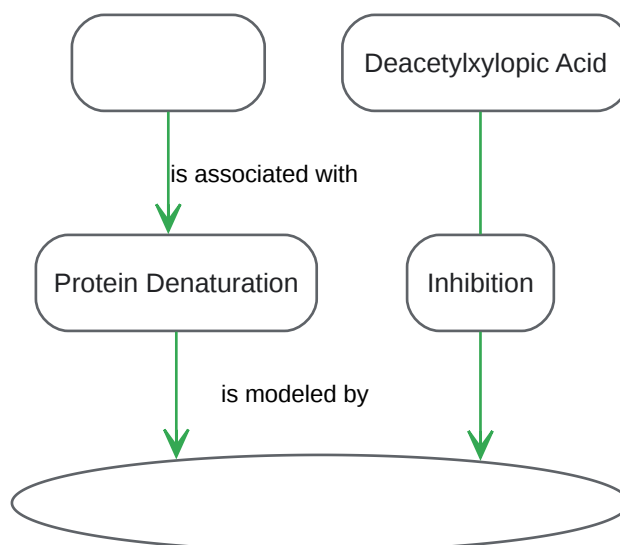 Deacetylxylopic Acid
is associated with
Protein Denaturation
Inhibition
is modeled by